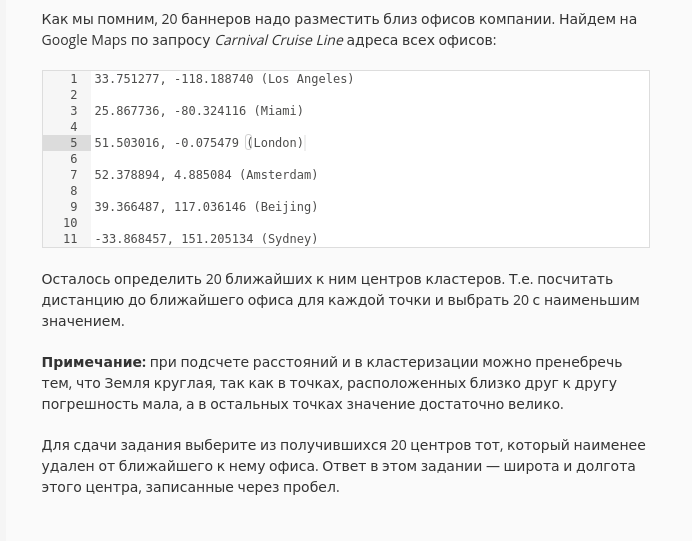 Как мы помним, 20 баннеров надо разместить близ офисов компании. Найдем на
Google Maps по запросу Carnival Cruise Line адреса всех офисов:
1 33.751277, -118.188740 (Los Angeles)
2
3 25.867736, -80.324116 (Miami)
4
5 51.503016, -0.075479 (London)
6
7 52.378894, 4.885084 (Amsterdam)
8
9 39.366487, 117.036146 (Beijing)
10
11 -33.868457, 151.205134 (Sydney)
Осталось определить 20 ближайших к ним центров кластеров. Т.е. посчитать
дистанцию до ближайшего офиса для каждой точки и выбрать 20 с наименьшим
значением.
Примечание: при подсчете расстояний и в кластеризации можно пренебречь
тем, что Земля круглая, так как в точках, расположенных близко друг к другу
погрешность мала, а в остальных точках значение достаточно велико.
Для сдачи задания выберите из получившихся 20 центров тот, который наименее
удален от ближайшего к нему офиса. Ответ в этом задании — широта и долгота
этого центра, записанные через пробел.